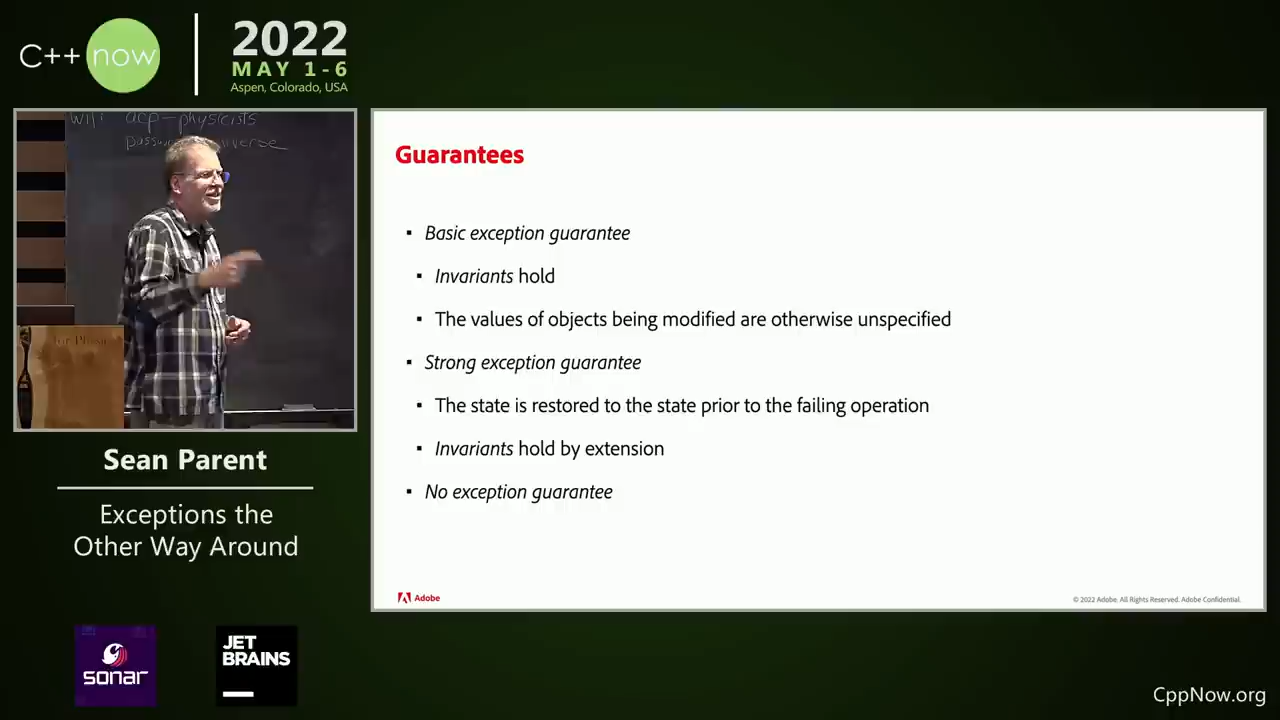 C++ now
2022
MAY 1-6
Aspen, Colorado, USA
wifi acp-physicists
Sean Parent
Exceptions the
Other Way Around
sonar
JET
BRAINS
Guarantees
▪ Basic exception guarantee
▪ Invariants hold
▪ The values of objects being modified are otherwise unspecified
▪ Strong exception guarantee
▪ The state is restored to the state prior to the failing operation
▪ Invariants hold by extension
▪ No exception guarantee
Adobe
© 2022 Adobe. All Rights Reserved. Adobe Confidential.
CppNow.org